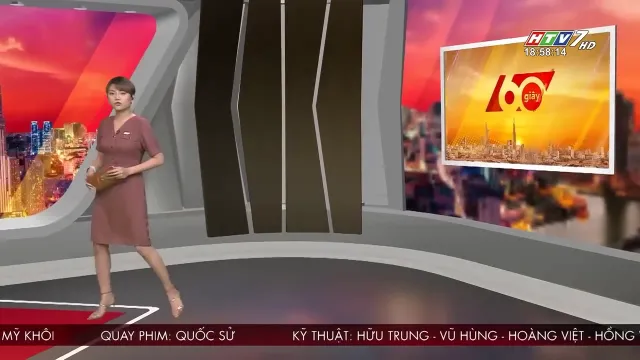 HTV7 HD
18:58:14
60 giây
MỸ KHÔI QUAY PHIM: QUỐC SỬ KỸ THUẬT: HỮU TRUNG - VŨ HÙNG - HOÀNG VIỆT - HỒNG